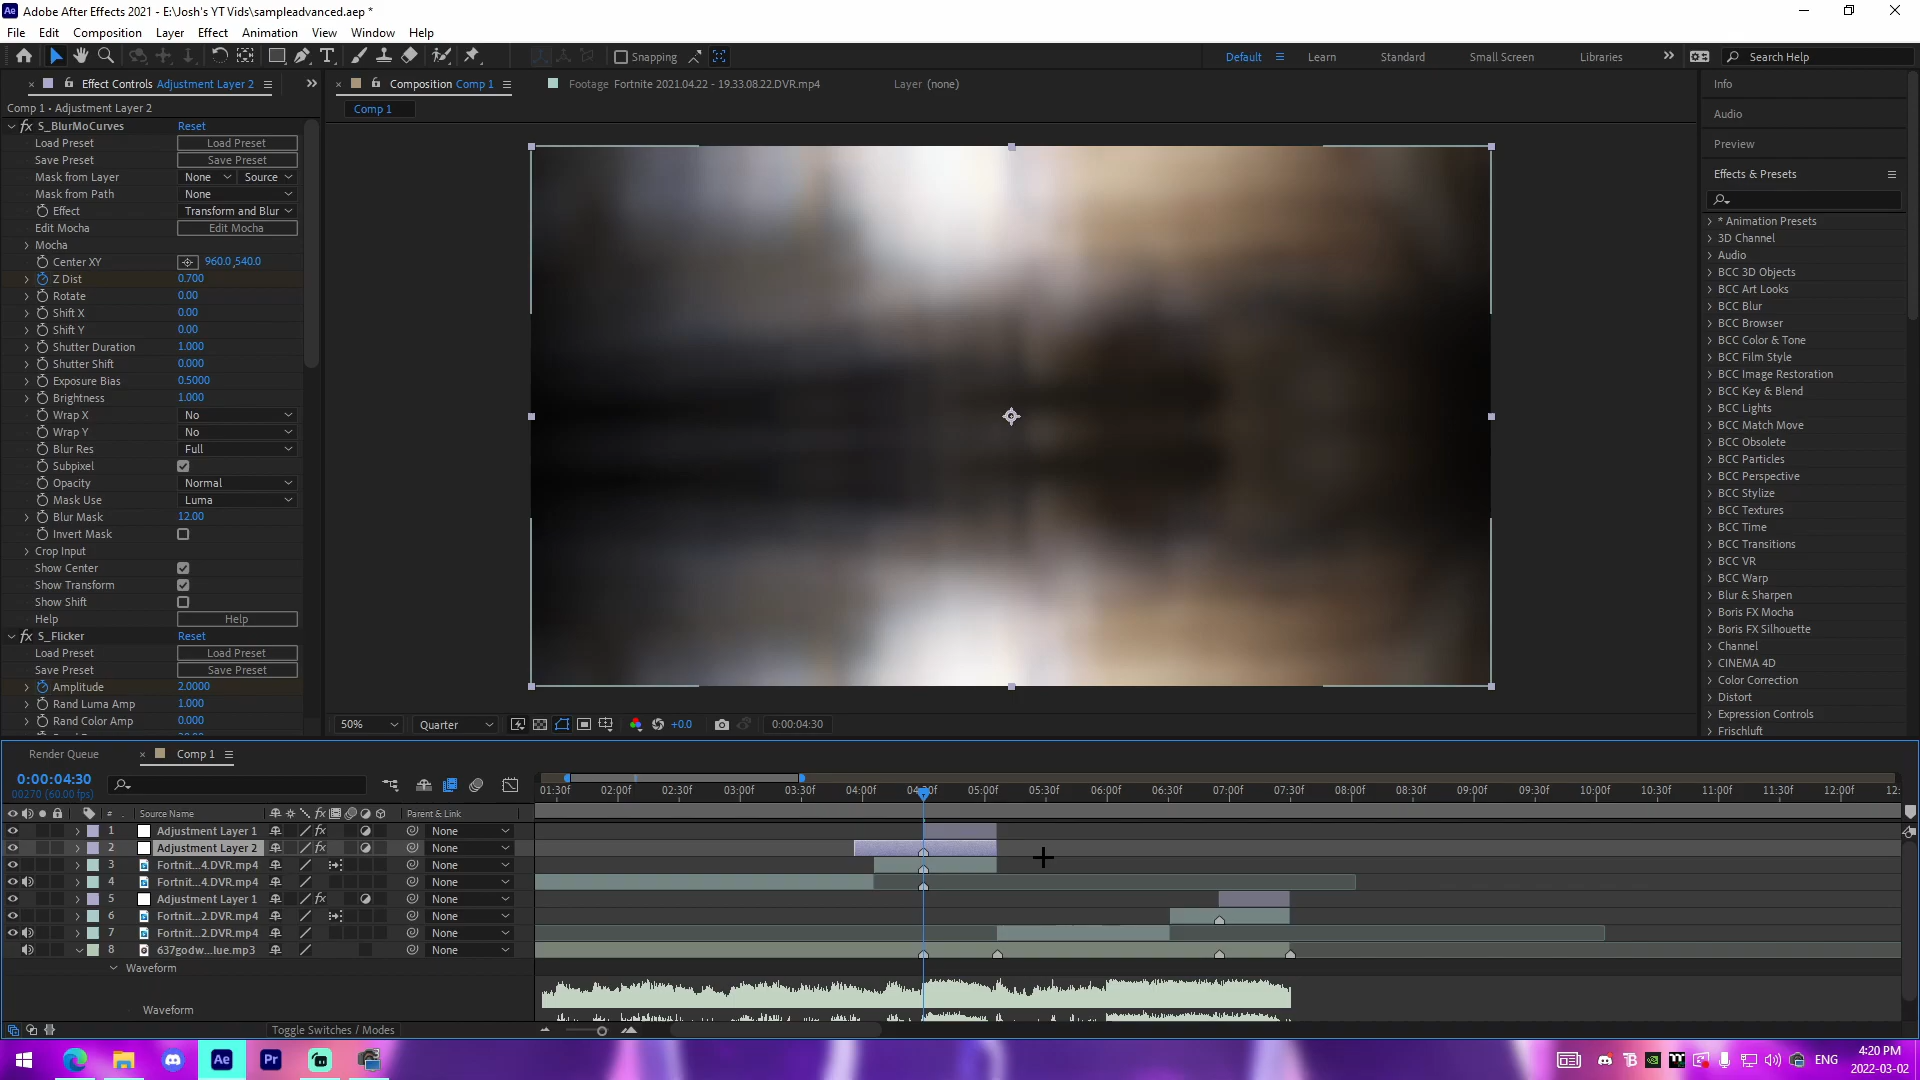 Adobe After Effects 2021 - E:\Josh's YT Vids\sampleadvanced.aep *
File Edit Composition Layer Effect Animation View Window Help
Snapping Default Learn Standard Small Screen Libraries Search Help
Effect Controls Adjustment Layer 2
Composition Comp 1 Footage Fortnite 2021.04.22 - 19.33.08.22.DVR.mp4 Layer (none)
Comp 1 • Adjustment Layer 2
Comp 1
S_BlurMoCurves Reset
Load Preset Load Preset
Save Preset Save Preset
Mask from Layer None Source
Mask from Path None
Effect Transform and Blur
Edit Mocha Edit Mocha
Mocha
Center XY 960.0,540.0
Z Dist 0.700
Rotate 0.00
Shift X 0.00
Shift Y 0.00
Shutter Duration 1.000
Shutter Shift 0.000
Exposure Bias 0.5000
Brightness 1.000
Wrap X No
Wrap Y No
Blur Res Full
Subpixel
Opacity Normal
Mask Use Luma
Blur Mask 12.00
Invert Mask
Crop Input
Show Center
Show Transform
Show Shift
Help Help
S_Flicker Reset
Load Preset Load Preset
Save Preset Save Preset
Amplitude 2.0000
Rand Luma Amp 1.000
Rand Color Amp 0.000
50% Quarter +0.0 0:00:04:30
Info
Audio
Preview
Effects & Presets
* Animation Presets
3D Channel
Audio
BCC 3D Objects
BCC Art Looks
BCC Blur
BCC Browser
BCC Color & Tone
BCC Film Style
BCC Image Restoration
BCC Key & Blend
BCC Lights
BCC Match Move
BCC Obsolete
BCC Particles
BCC Perspective
BCC Stylize
BCC Textures
BCC Time
BCC Transitions
BCC VR
BCC Warp
Blur & Sharpen
Boris FX Mocha
Boris FX Silhouette
Channel
CINEMA 4D
Color Correction
Distort
Expression Controls
Frischluft
Render Queue Comp 1
0:00:04:30
00270 (60.00 fps)
01:30f 02:00f 02:30f 03:00f 03:30f 04:00f 05:00f 05:30f 06:00f 06:30f 07:00f 07:30f 08:00f 08:30f 09:00f 09:30f 10:00f 10:30f 11:00f 11:30f 12:00f 12:
# Source Name Parent & Link
1 Adjustment Layer 1 None
2 Adjustment Layer 2 None
3 Fortnit...4.DVR.mp4 None
4 Fortnit...4.DVR.mp4 None
5 Adjustment Layer 1 None
6 Fortnit...2.DVR.mp4 None
7 Fortnit...2.DVR.mp4 None
8 637godw...lue.mp3 None
Waveform
Waveform
Toggle Switches / Modes
ENG
4:20 PM
2022-03-02